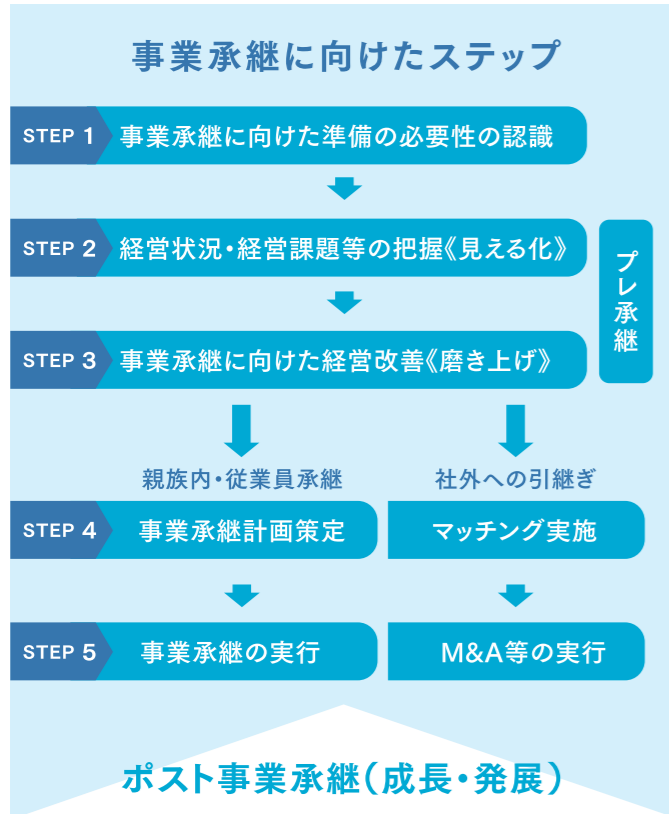 事業承継に向けたステップ
STEP 1 事業承継に向けた準備の必要性の認識
STEP 2 経営状況・経営課題等の把握《見える化》
プレ承継
STEP 3 事業承継に向けた経営改善《磨き上げ》
親族内・従業員承継 社外への引継ぎ
STEP 4 事業承継計画策定 マッチング実施
STEP 5 事業承継の実行 M&A等の実行
ポスト事業承継(成長・発展)